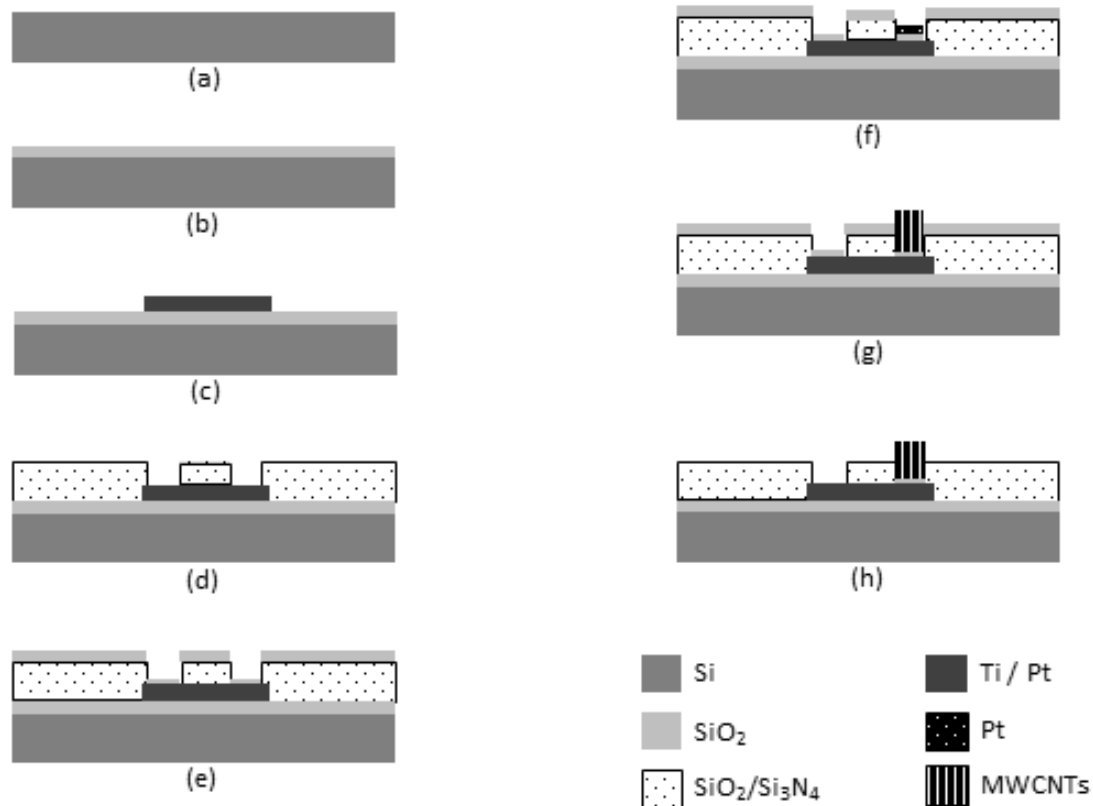 (a)
(b)
(c)
(d)
(e)
(f)
(g)
(h)
Si
SiO₂
SiO₂/Si₃N₄
Ti / Pt
Pt
MWCNTs